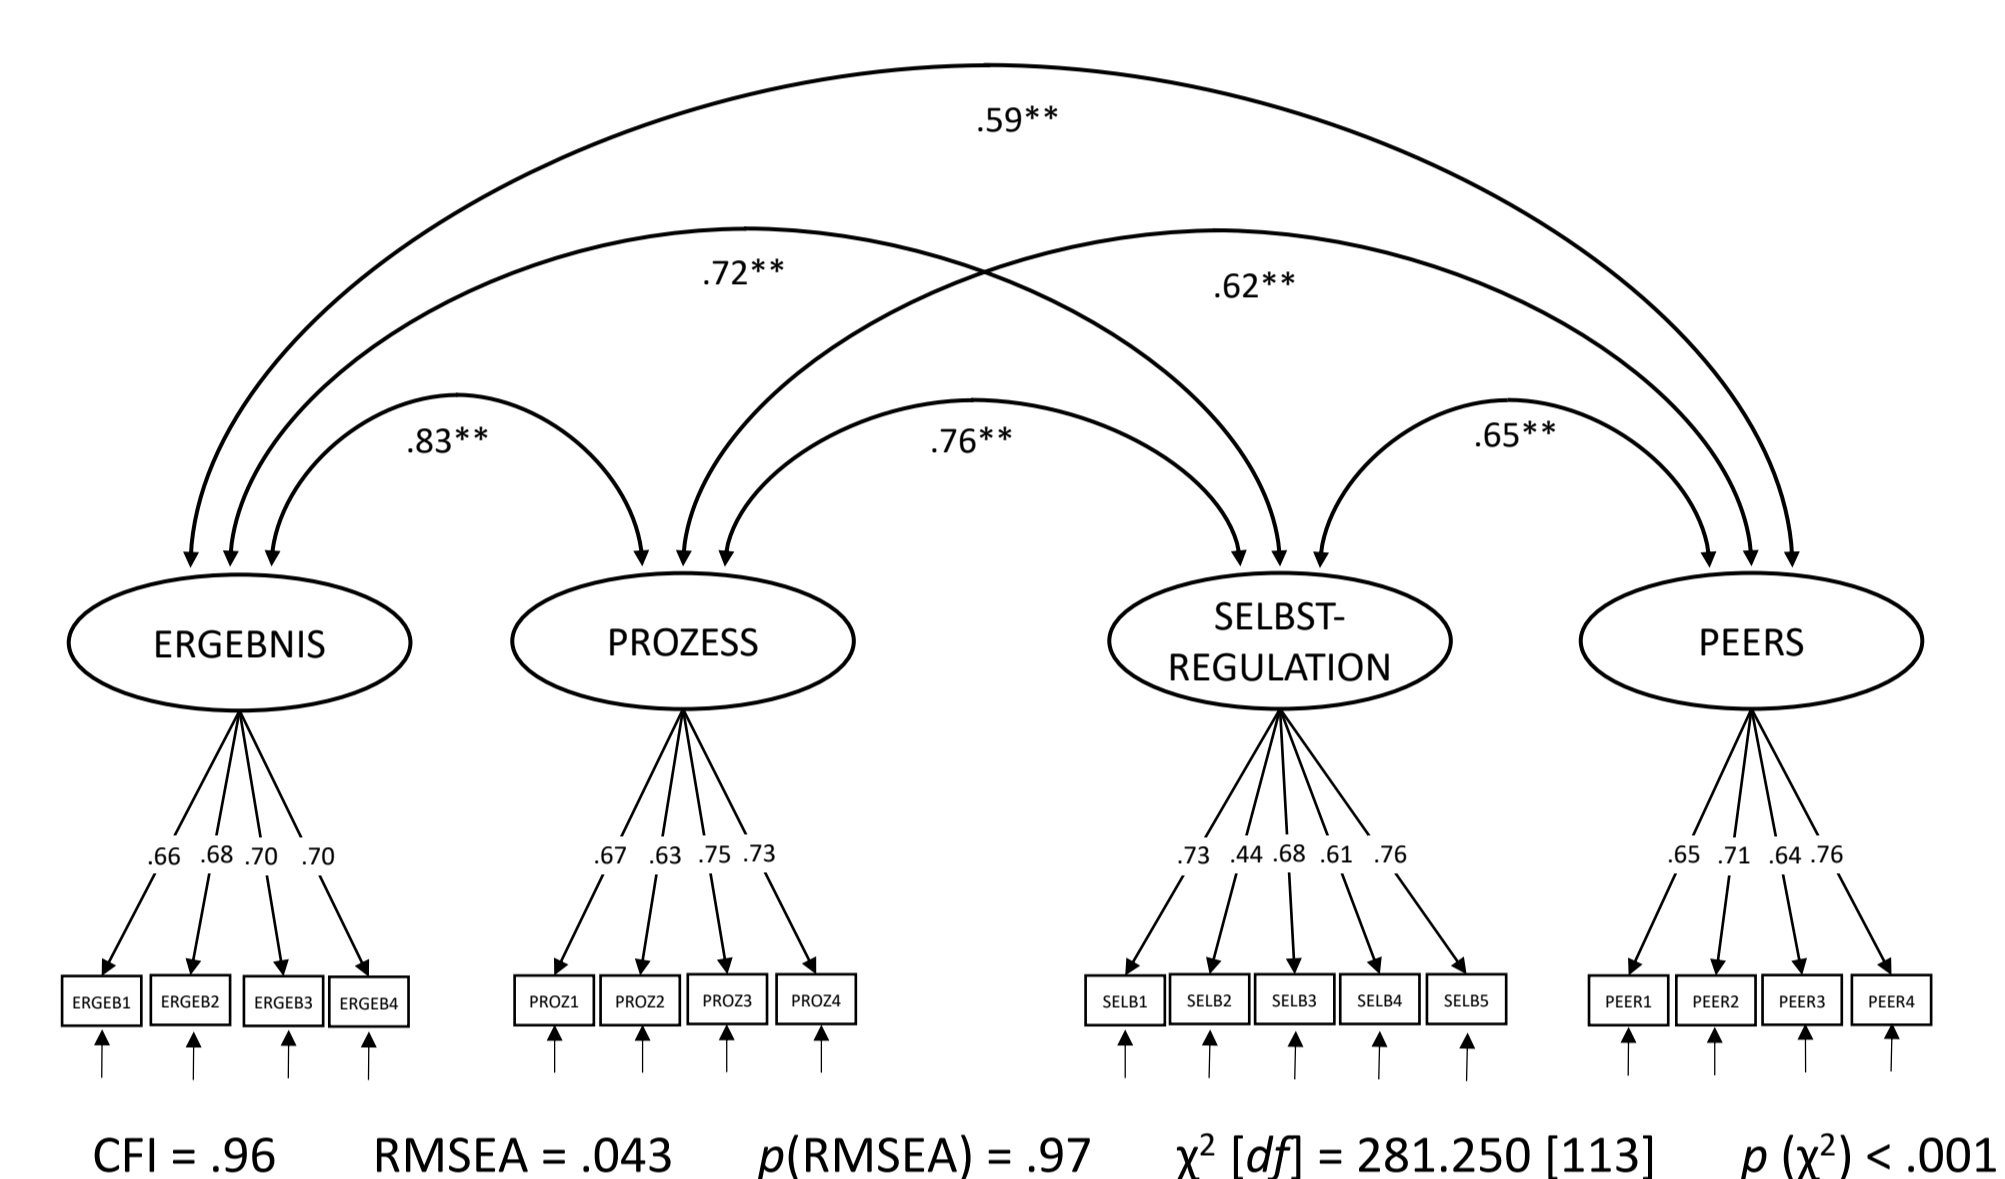 .59**
.72**
.62**
.83**
.76**
.65**
ERGEBNIS
PROZESS
SELBST-
REGULATION
PEERS
.66 .68 .70 .70
.67 .63 .75 .73
.73 .44 .68 .61 .76
.65 .71 .64 .76
ERGEB1 ERGEB2 ERGEB3 ERGEB4
PROZ1 PROZ2 PROZ3 PROZ4
SELB1 SELB2 SELB3 SELB4 SELB5
PEER1 PEER2 PEER3 PEER4
CFI = .96 RMSEA = .043 p(RMSEA) = .97 χ² [df] = 281.250 [113] p (χ²) < .001